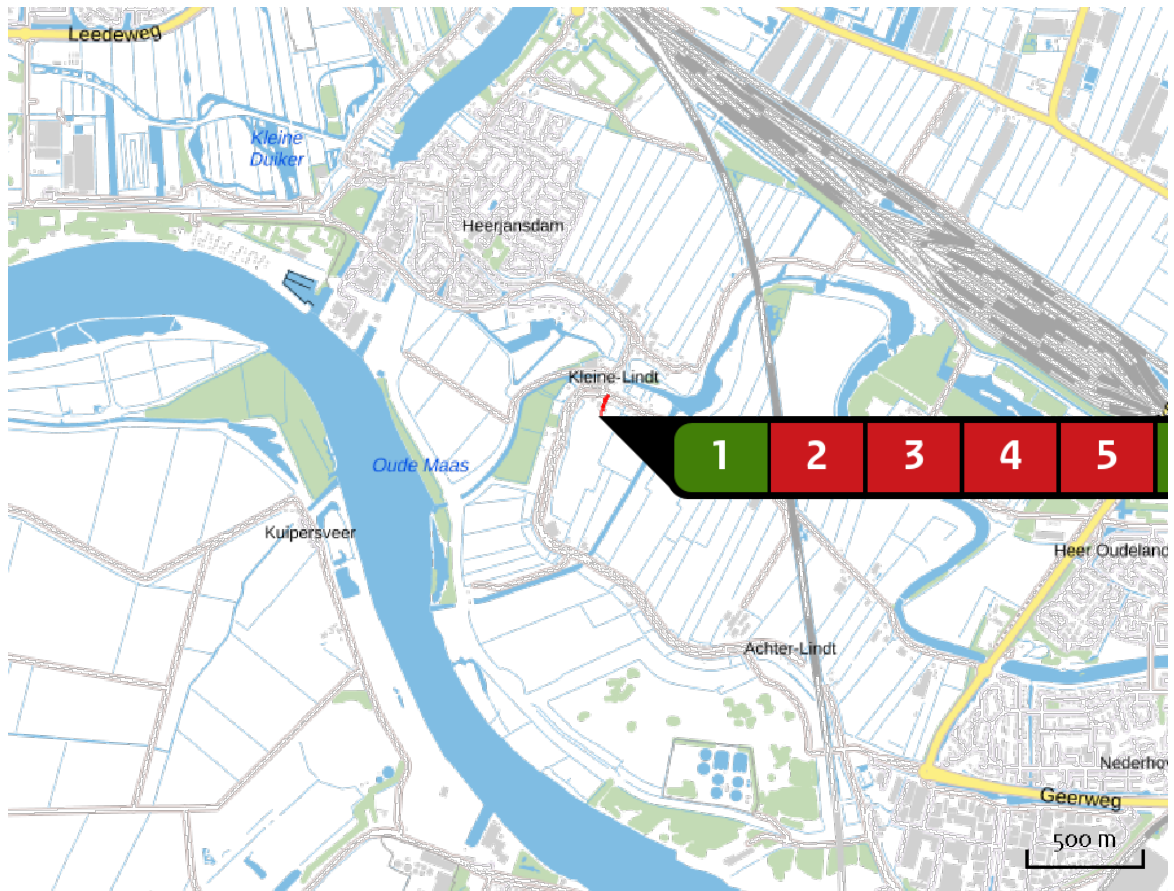 Leedeweg
Kleine
Duiker
Heerjansdam
Kleine-Lindt
1 2 3 4 5
Oude Maas
Kuipersveer
Heer Oudeland
Achter-Lindt
Nederhov
Geerweg
500 m